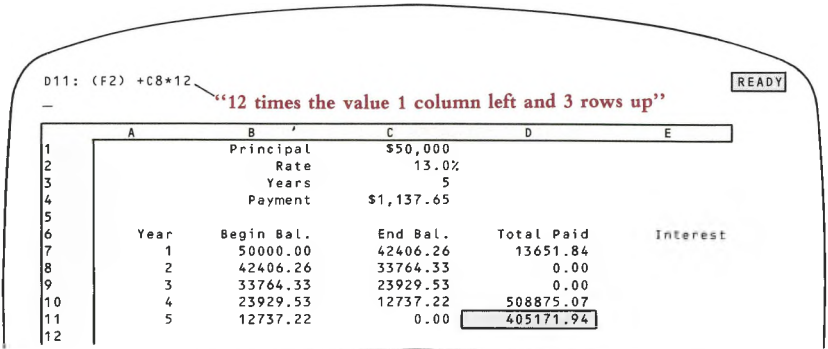 D11: (F2) +C8*12 READY
"12 times the value 1 column left and 3 rows up"
A B C D E
1 Principal $50,000
2 Rate 13.0%
3 Years 5
4 Payment $1,137.65
5
6 Year Begin Bal. End Bal. Total Paid Interest
7 1 50000.00 42406.26 13651.84
8 2 42406.26 33764.33 0.00
9 3 33764.33 23929.53 0.00
10 4 23929.53 12737.22 508875.07
11 5 12737.22 0.00 405171.94
12